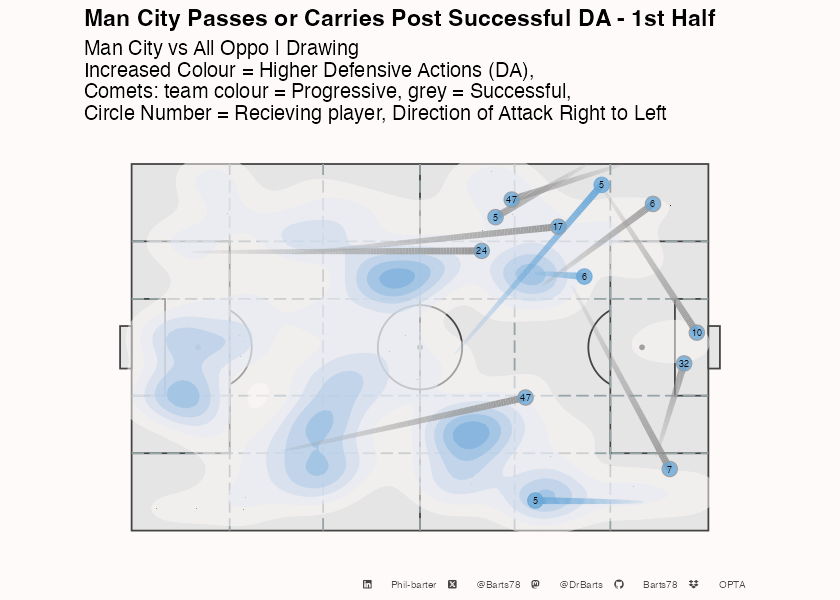 Man City Passes or Carries Post Successful DA - 1st Half
Man City vs All Oppo | Drawing
Increased Colour = Higher Defensive Actions (DA),
Comets: team colour = Progressive, grey = Successful,
Circle Number = Recieving player, Direction of Attack Right to Left
5
47
6
5
17
24
6
10
32
47
7
5
Phil-barter @Barts78 @DrBarts Barts78 OPTA